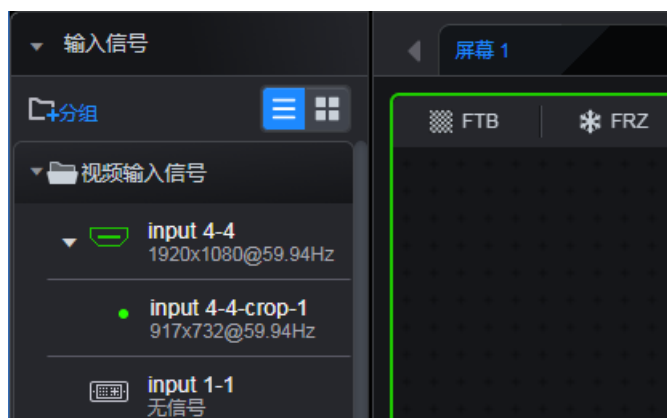 输入信号
屏幕 1
分组
FTB
FRZ
视频输入信号
input 4-4
1920x1080@59.94Hz
input 4-4-crop-1
917x732@59.94Hz
input 1-1
无信号